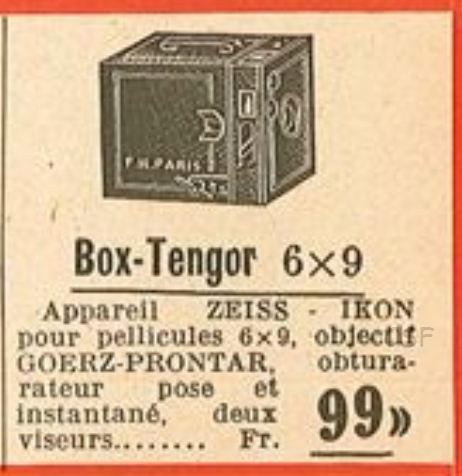 F.H.PARIS
Box-Tengor 6×9
Appareil ZEISS - IKON
pour pellicules 6×9, objectif
GOERZ-PRONTAR, obtura-
rateur pose et
instantané, deux
viseurs........ Fr. 99»
F